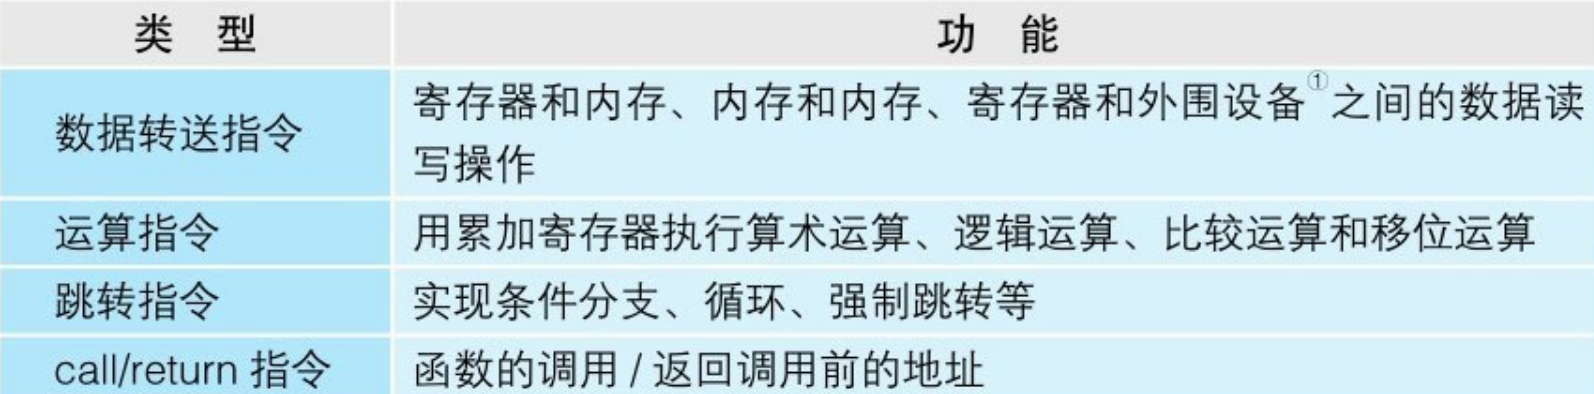 类 型 功 能
数据转送指令
寄存器和内存、内存和内存、寄存器和外围设备①之间的数据读
写操作
运算指令 用累加寄存器执行算术运算、逻辑运算、比较运算和移位运算
跳转指令 实现条件分支、循环、强制跳转等
call/return 指令 函数的调用 / 返回调用前的地址